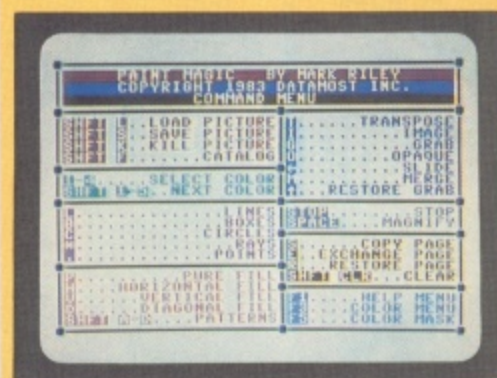 PAINT MAGIC BY MARK RILEY
COPYRIGHT 1983 DATAMOST INC.
COMMAND MENU
LOAD PICTURE
SAVE PICTURE
KILL PICTURE
CATALOG
SELECT COLOR
NEXT COLOR
LINES
BOXES
CIRCLES
RAYS
POINTS
PURE FILL
HORIZONTAL FILL
VERTICAL FILL
DIAGONAL FILL
PATTERNS
TRANSPOSE
IMAGE
GRAB
OPAQUE
SLIDE
MERGE
RESTORE GRAB
STOP
SPACE MAGNIFY
COPY PAGE
EXCHANGE PAGE
RESTORE PAGE
CLEAR
HELP MENU
COLOR MENU
COLOR MASK